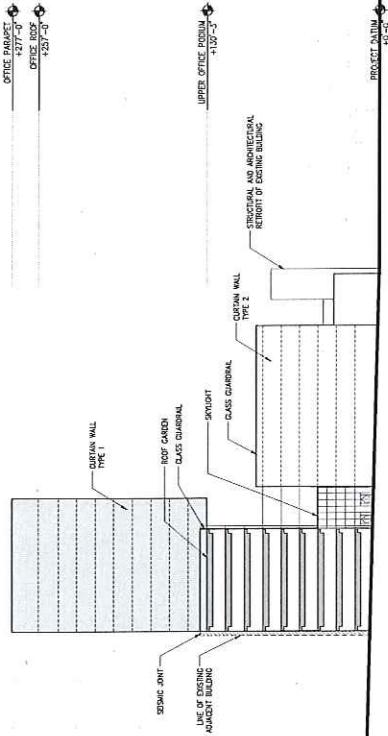 OFFICE PARAPET
+277'-0"
OFFICE ROOF
+257'-0"
UPPER OFFICE PODIUM
+130'-3"
PROJECT DATUM
+0'-0"
CURTAIN WALL
TYPE 1
ROOF GARDEN
GLASS GUARDRAIL
SKYLIGHT
GLASS GUARDRAIL
CURTAIN WALL
TYPE 2
STRUCTURAL AND ARCHITECTURAL
RETROFIT OF EXISTING BUILDING
SEISMIC JOINT
LINE OF EXISTING
ADJACENT BUILDING